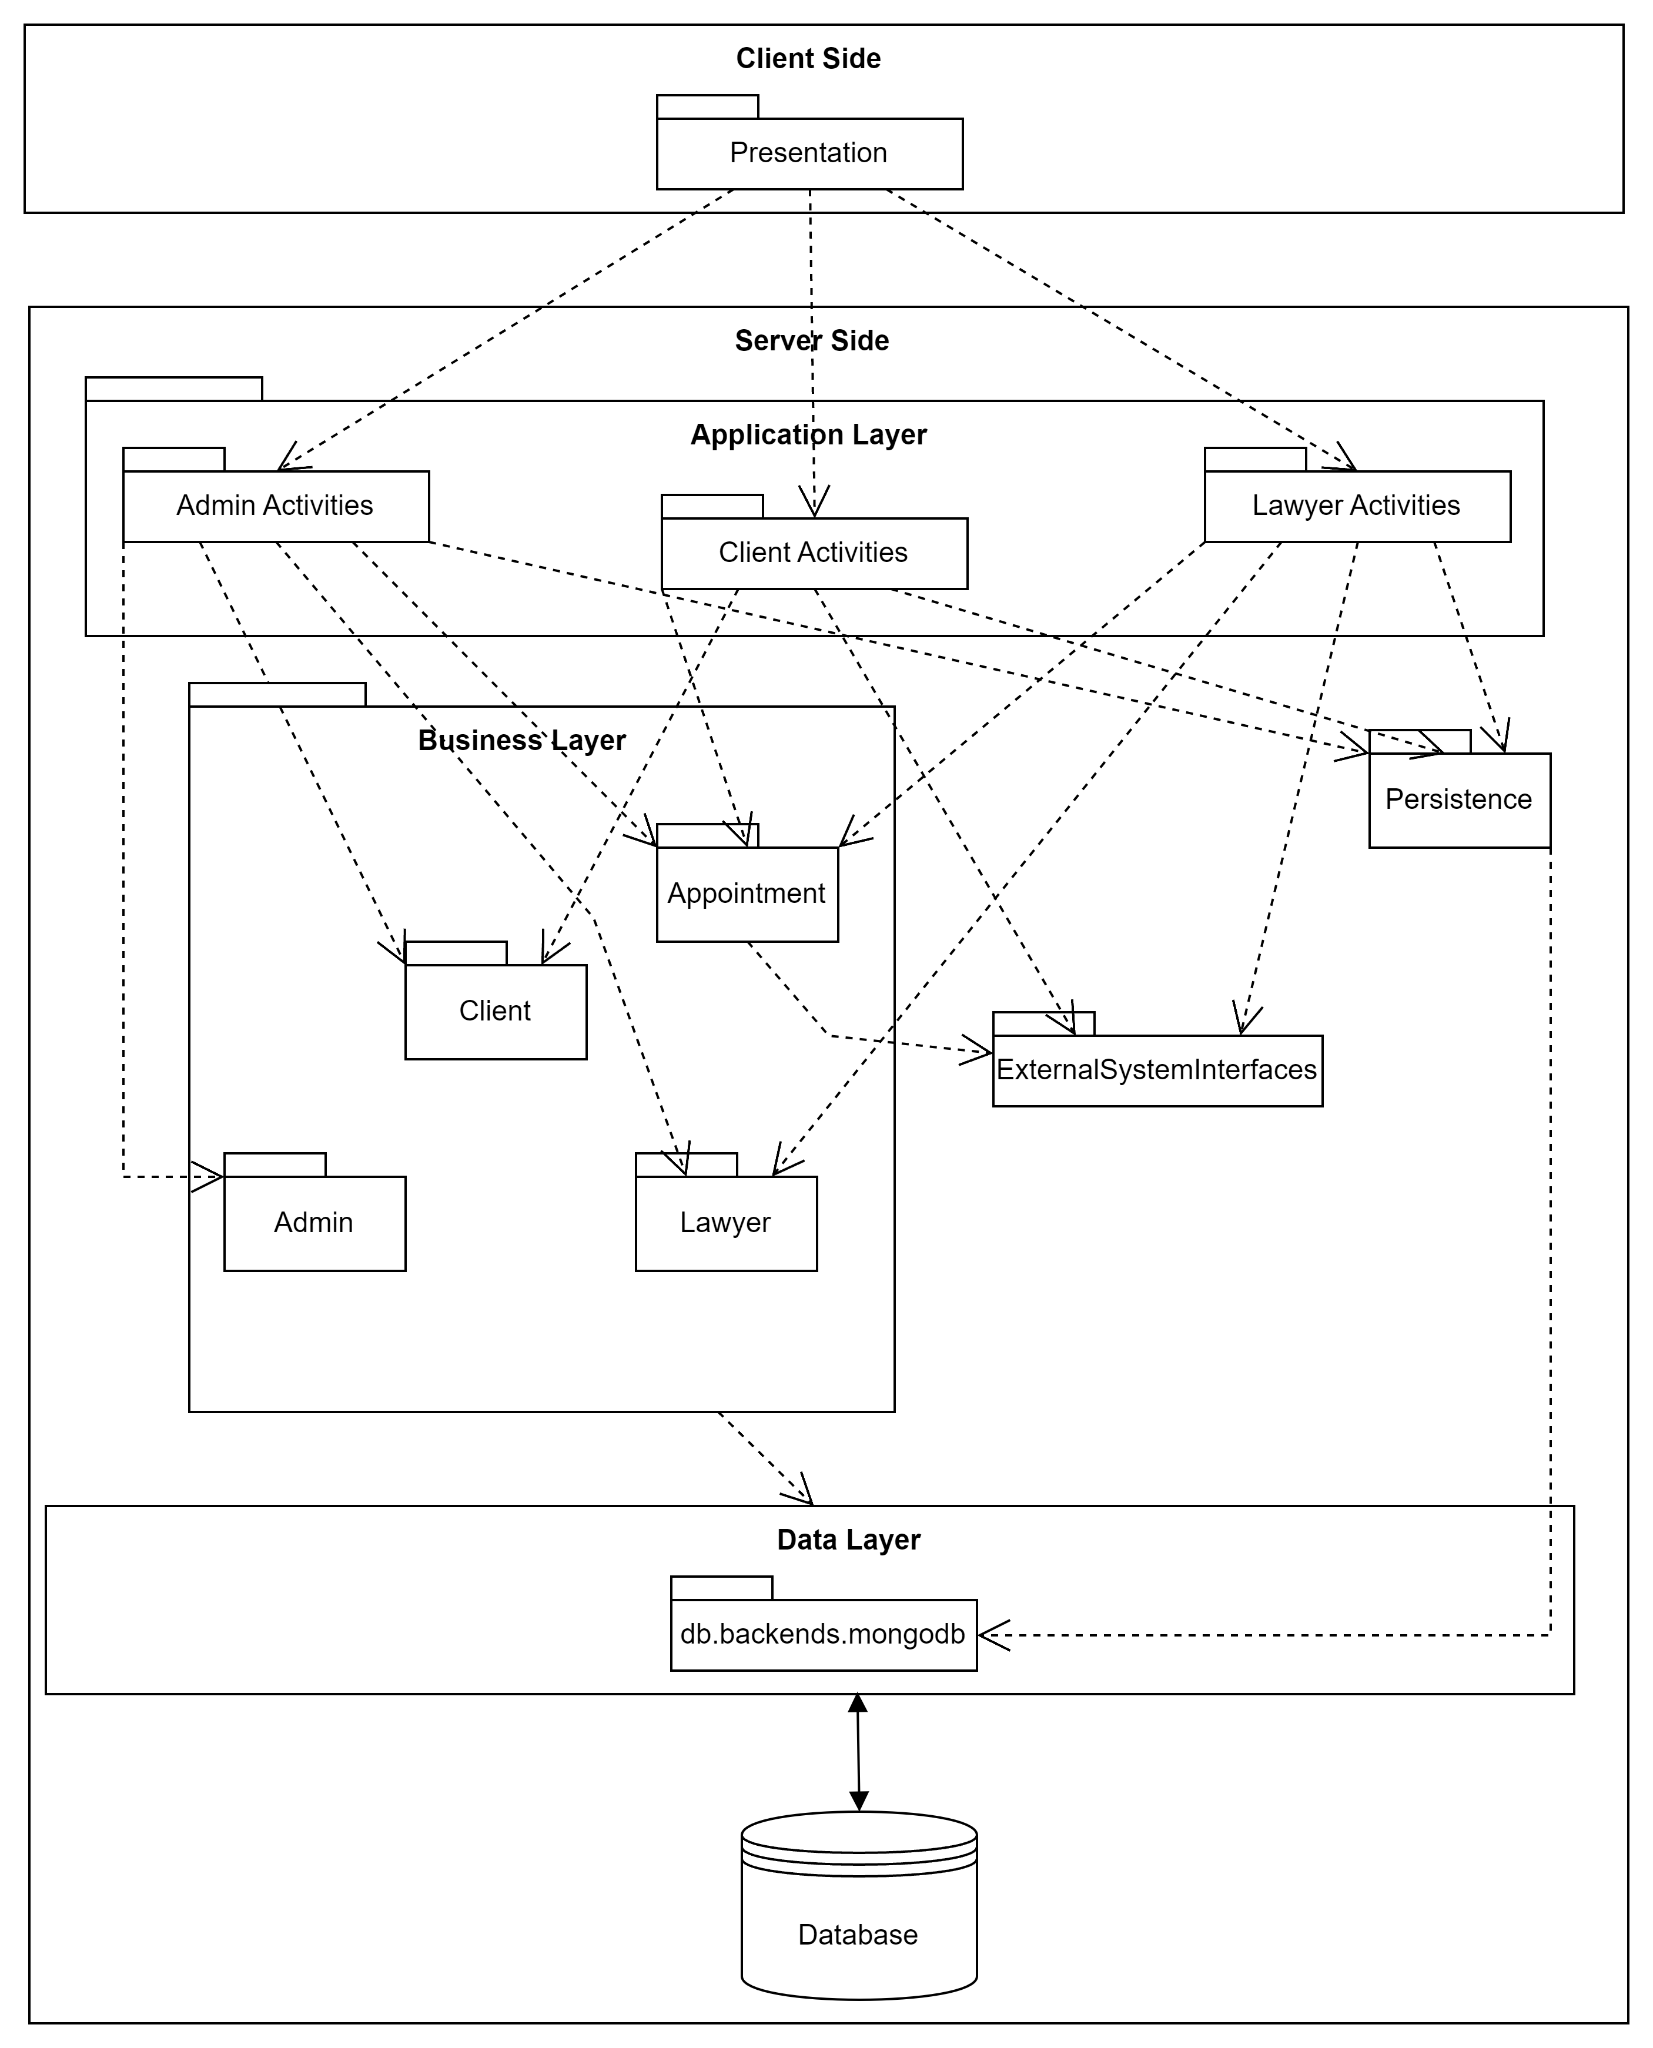 Client Side
Presentation
Server Side
Application Layer
Admin Activities
Client Activities
Lawyer Activities
Business Layer
Persistence
Appointment
Client
ExternalSystemInterfaces
Admin
Lawyer
Data Layer
db.backends.mongodb
Database